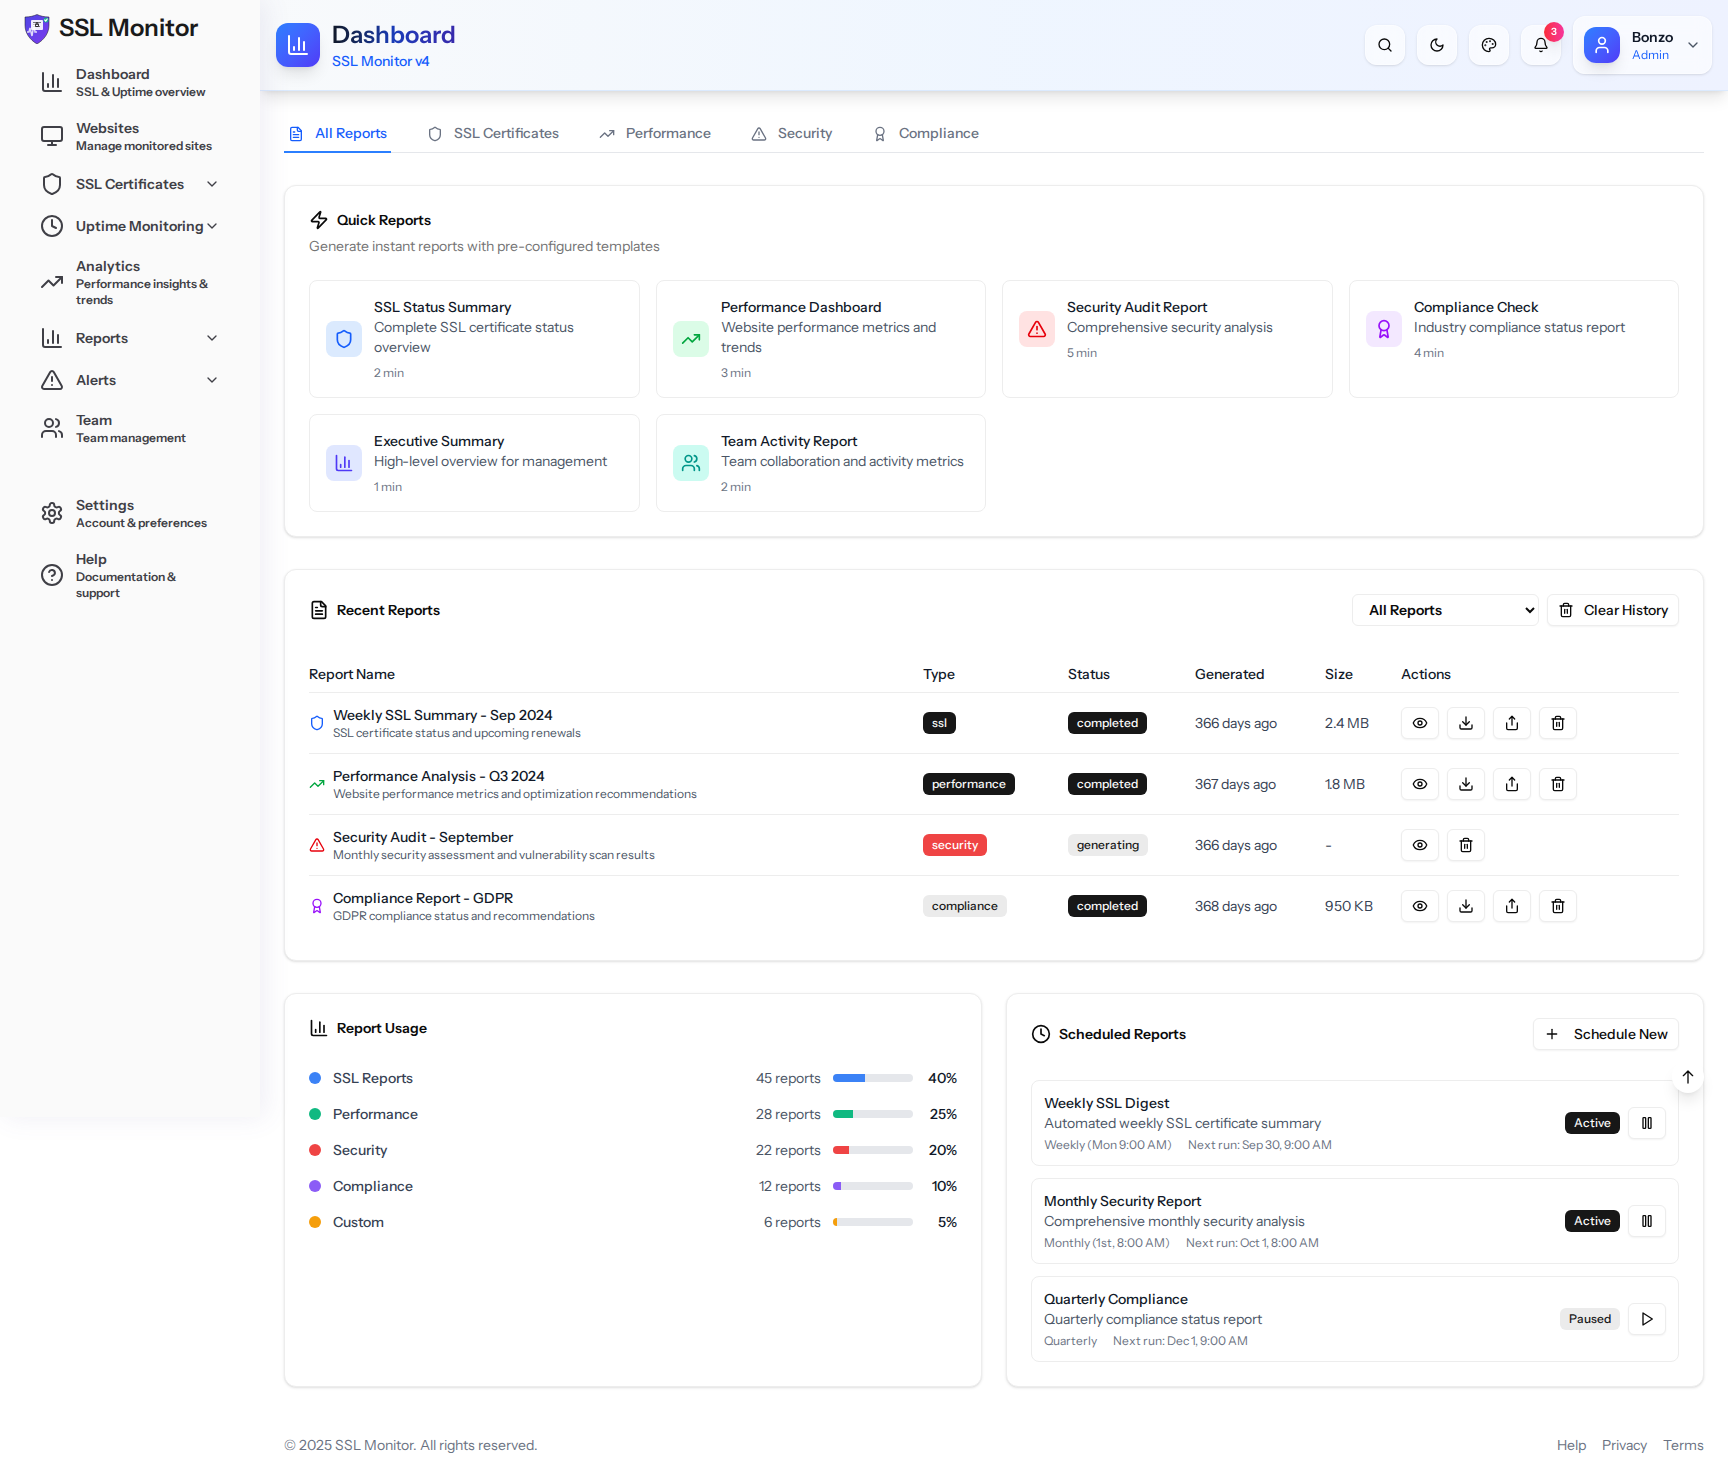 SSL Monitor
Dashboard
SSL & Uptime overview
Websites
Manage monitored sites
SSL Certificates
Uptime Monitoring
Analytics
Performance insights &
trends
Reports
Alerts
Team
Team management
Settings
Account & preferences
Help
Documentation &
support
Dashboard
SSL Monitor v4
3
Bonzo
Admin
All Reports
SSL Certificates
Performance
Security
Compliance
Quick Reports
Generate instant reports with pre-configured templates
SSL Status Summary
Complete SSL certificate status
overview
2 min
Performance Dashboard
Website performance metrics and
trends
3 min
Security Audit Report
Comprehensive security analysis
5 min
Compliance Check
Industry compliance status report
4 min
Executive Summary
High-level overview for management
1 min
Team Activity Report
Team collaboration and activity metrics
2 min
Recent Reports
All Reports
Clear History
Report Name Type Status Generated Size Actions
Weekly SSL Summary - Sep 2024
SSL certificate status and upcoming renewals
ssl completed 366 days ago 2.4 MB
Performance Analysis - Q3 2024
Website performance metrics and optimization recommendations
performance completed 367 days ago 1.8 MB
Security Audit - September
Monthly security assessment and vulnerability scan results
security generating 366 days ago -
Compliance Report - GDPR
GDPR compliance status and recommendations
compliance completed 368 days ago 950 KB
Report Usage
SSL Reports 45 reports 40%
Performance 28 reports 25%
Security 22 reports 20%
Compliance 12 reports 10%
Custom 6 reports 5%
Scheduled Reports
Schedule New
Weekly SSL Digest
Automated weekly SSL certificate summary
Weekly (Mon 9:00 AM) Next run: Sep 30, 9:00 AM
Active
Monthly Security Report
Comprehensive monthly security analysis
Monthly (1st, 8:00 AM) Next run: Oct 1, 8:00 AM
Active
Quarterly Compliance
Quarterly compliance status report
Quarterly Next run: Dec 1, 9:00 AM
Paused
© 2025 SSL Monitor. All rights reserved.
Help Privacy Terms